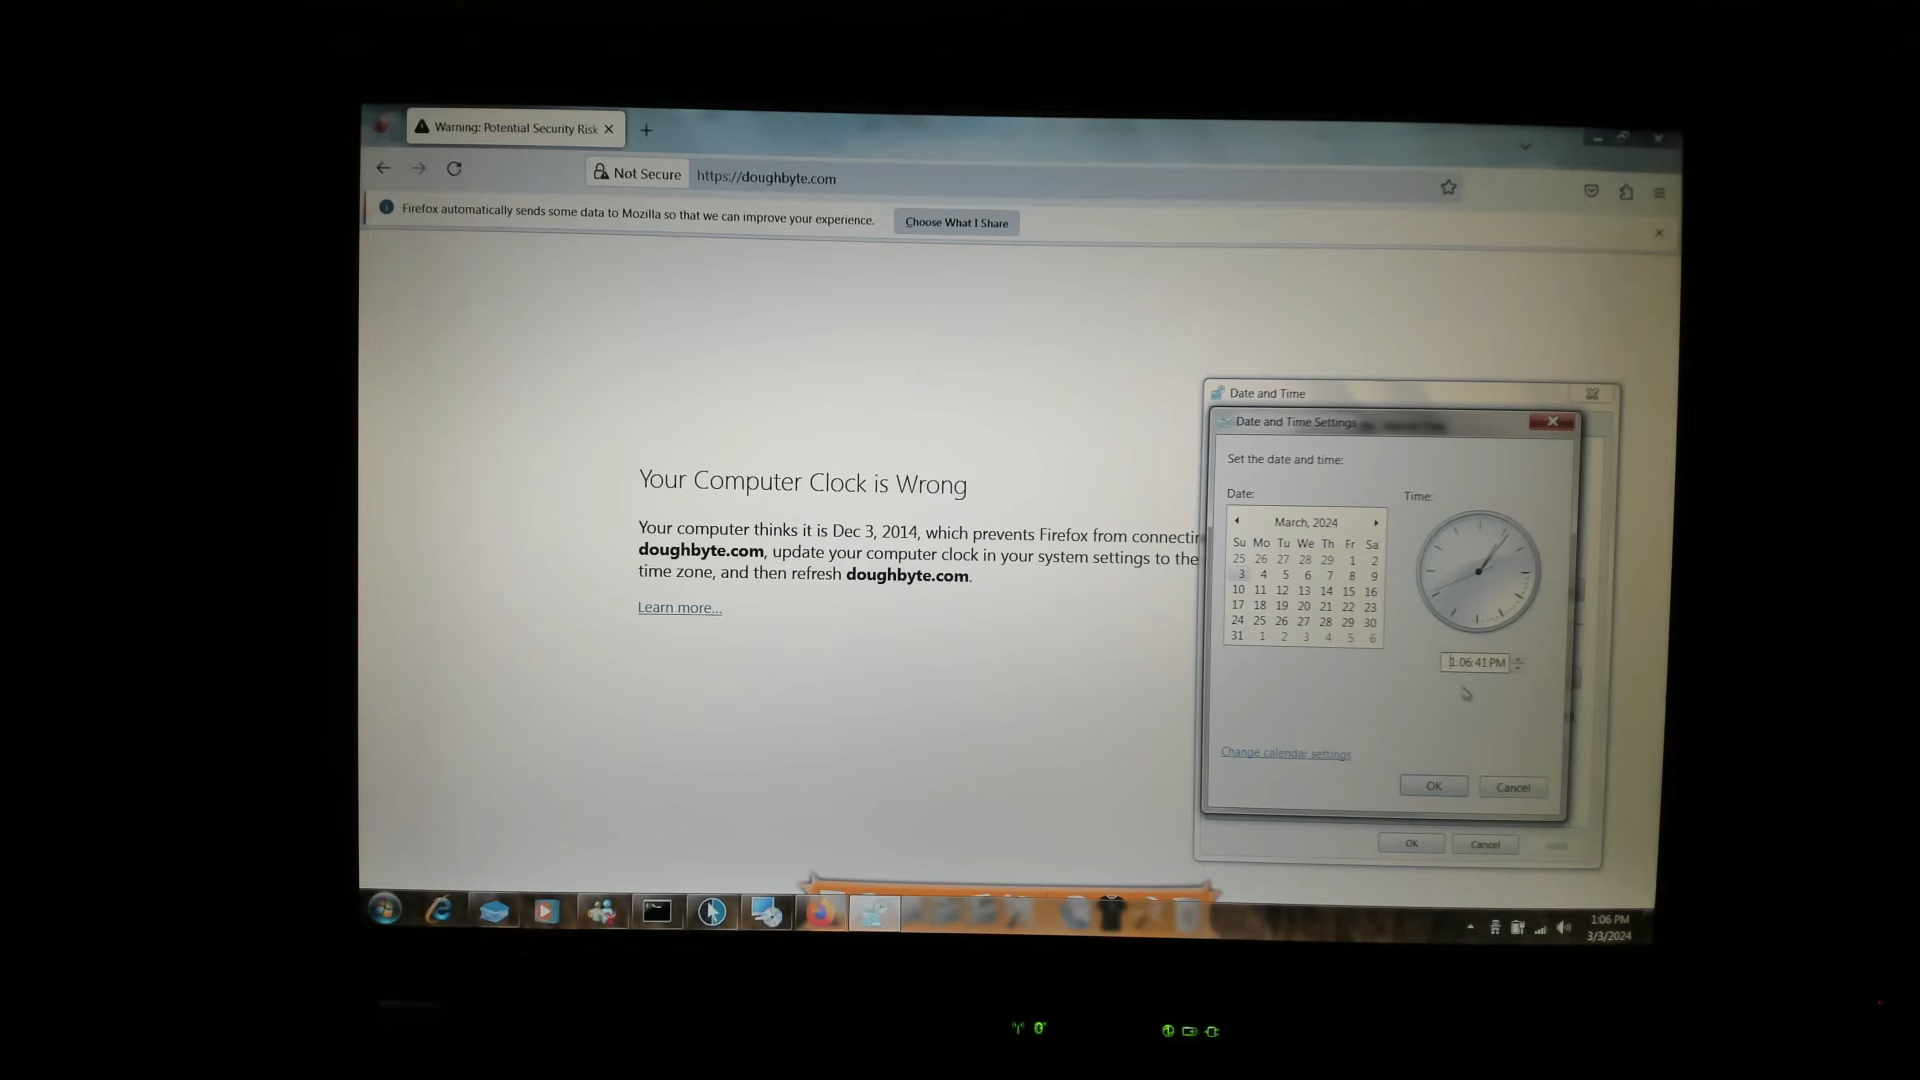 Warning: Potential Security Risk
Not Secure
https://doughbyte.com
Firefox automatically sends some data to Mozilla so that we can improve your experience.
Choose What I Share
Your Computer Clock is Wrong
Your computer thinks it is Dec 3, 2014, which prevents Firefox from
doughbyte.com, update your computer clock in your system settings to the
time zone, and then refresh doughbyte.com.
Learn more...
Date and Time
Date and Time Settings
Set the date and time:
Date:
Time:
March, 2024
Su Mo Tu We Th Fr Sa
25 26 27 28 29 1 2
3 4 5 6 7 8 9
10 11 12 13 14 15 16
17 18 19 20 21 22 23
24 25 26 27 28 29 30
31 1 2 3 4 5 6
1:06:41 PM
Change calendar settings
OK
Cancel
OK
Cancel
1:06 PM
3/3/2024